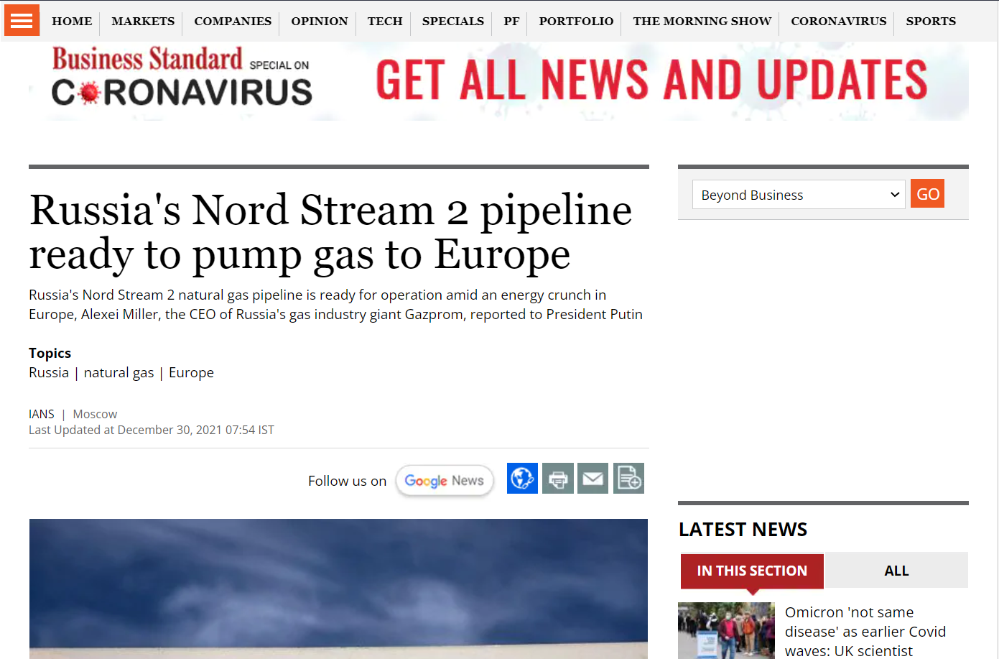 HOME MARKETS COMPANIES OPINION TECH SPECIALS PF PORTFOLIO THE MORNING SHOW CORONAVIRUS SPORTS
Business Standard SPECIAL ON
CORONAVIRUS
GET ALL NEWS AND UPDATES
Russia's Nord Stream 2 pipeline
ready to pump gas to Europe
Russia's Nord Stream 2 natural gas pipeline is ready for operation amid an energy crunch in
Europe, Alexei Miller, the CEO of Russia's gas industry giant Gazprom, reported to President Putin
Topics
Russia | natural gas | Europe
IANS | Moscow
Last Updated at December 30, 2021 07:54 IST
Follow us on Google News
Beyond Business GO
LATEST NEWS
IN THIS SECTION ALL
Omicron 'not same
disease' as earlier Covid
waves: UK scientist